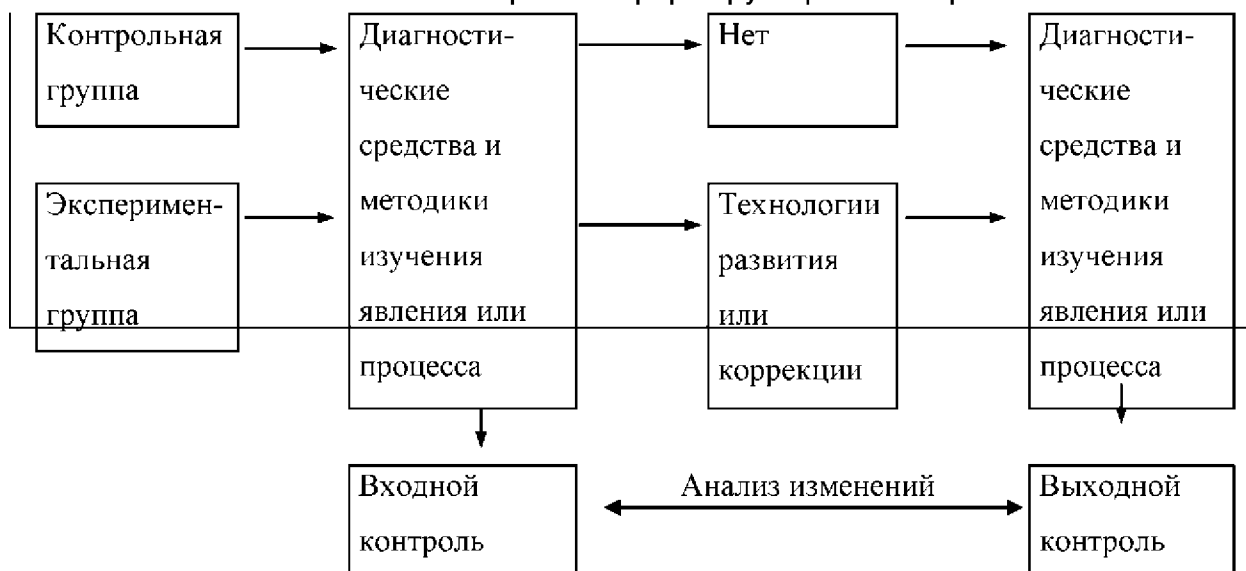 Контрольная
группа
Диагности-
ческие
средства и
методики
изучения
явления или
процесса
Нет
Диагности-
ческие
средства и
методики
изучения
явления или
процесса
Эксперимен-
тальная
группа
Технологии
развития
или
коррекции
Входной
контроль
Анализ изменений
Выходной
контроль